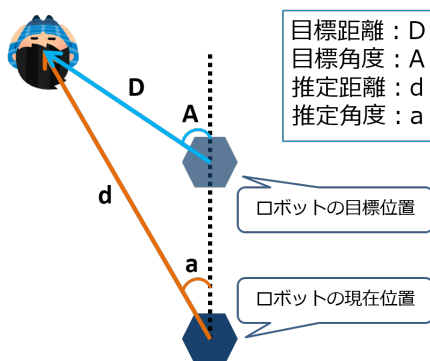 目標距離：D
目標角度：A
推定距離：d
推定角度：a
D
A
d
a
ロボットの目標位置
ロボットの現在位置